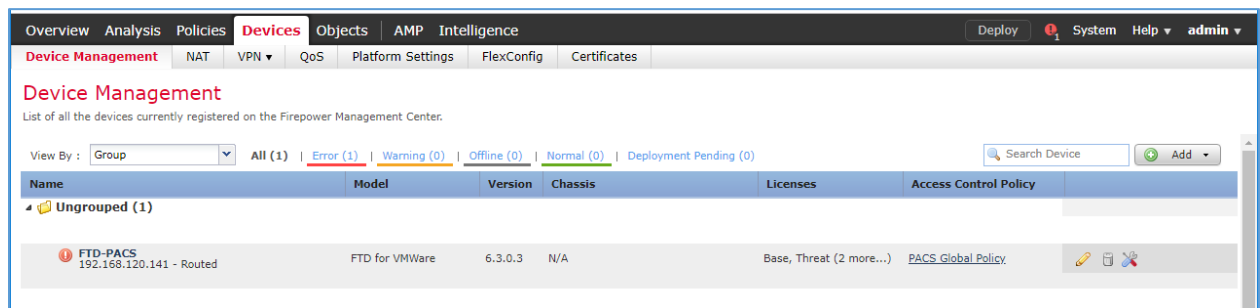 Overview Analysis Policies Devices Objects AMP Intelligence Deploy 1 System Help admin
Device Management NAT VPN QoS Platform Settings FlexConfig Certificates
Device Management
List of all the devices currently registered on the Firepower Management Center.
View By : Group All (1) | Error (1) | Warning (0) | Offline (0) | Normal (0) | Deployment Pending (0) Search Device Add
Name Model Version Chassis Licenses Access Control Policy
Ungrouped (1)
FTD-PACS
192.168.120.141 - Routed FTD for VMWare 6.3.0.3 N/A Base, Threat (2 more...) PACS Global Policy